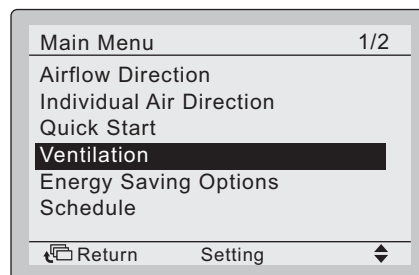 Main Menu 1/2
Airflow Direction
Individual Air Direction
Quick Start
Ventilation
Energy Saving Options
Schedule
Return Setting